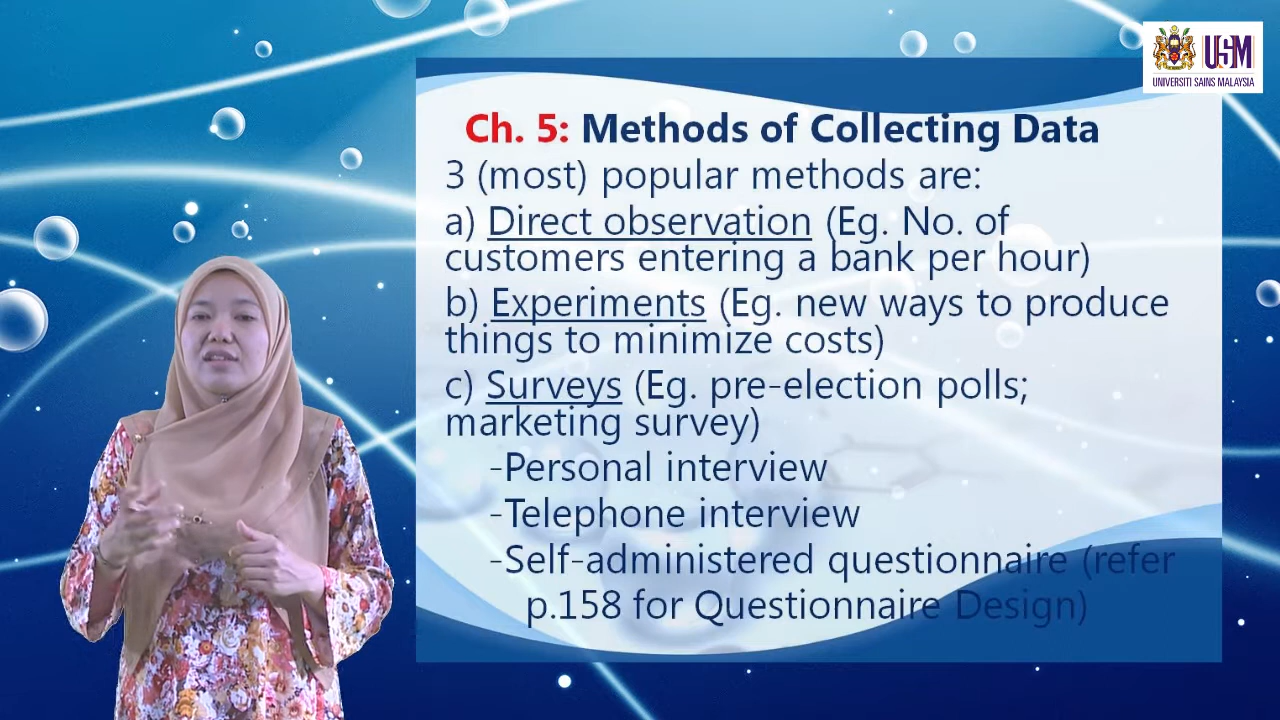 USM
UNIVERSITI SAINS MALAYSIA
Ch. 5: Methods of Collecting Data
3 (most) popular methods are:
a) Direct observation (Eg. No. of
customers entering a bank per hour)
b) Experiments (Eg. new ways to produce
things to minimize costs)
c) Surveys (Eg. pre-election polls;
marketing survey)
-Personal interview
-Telephone interview
-Self-administered questionnaire (refer
p.158 for Questionnaire Design)